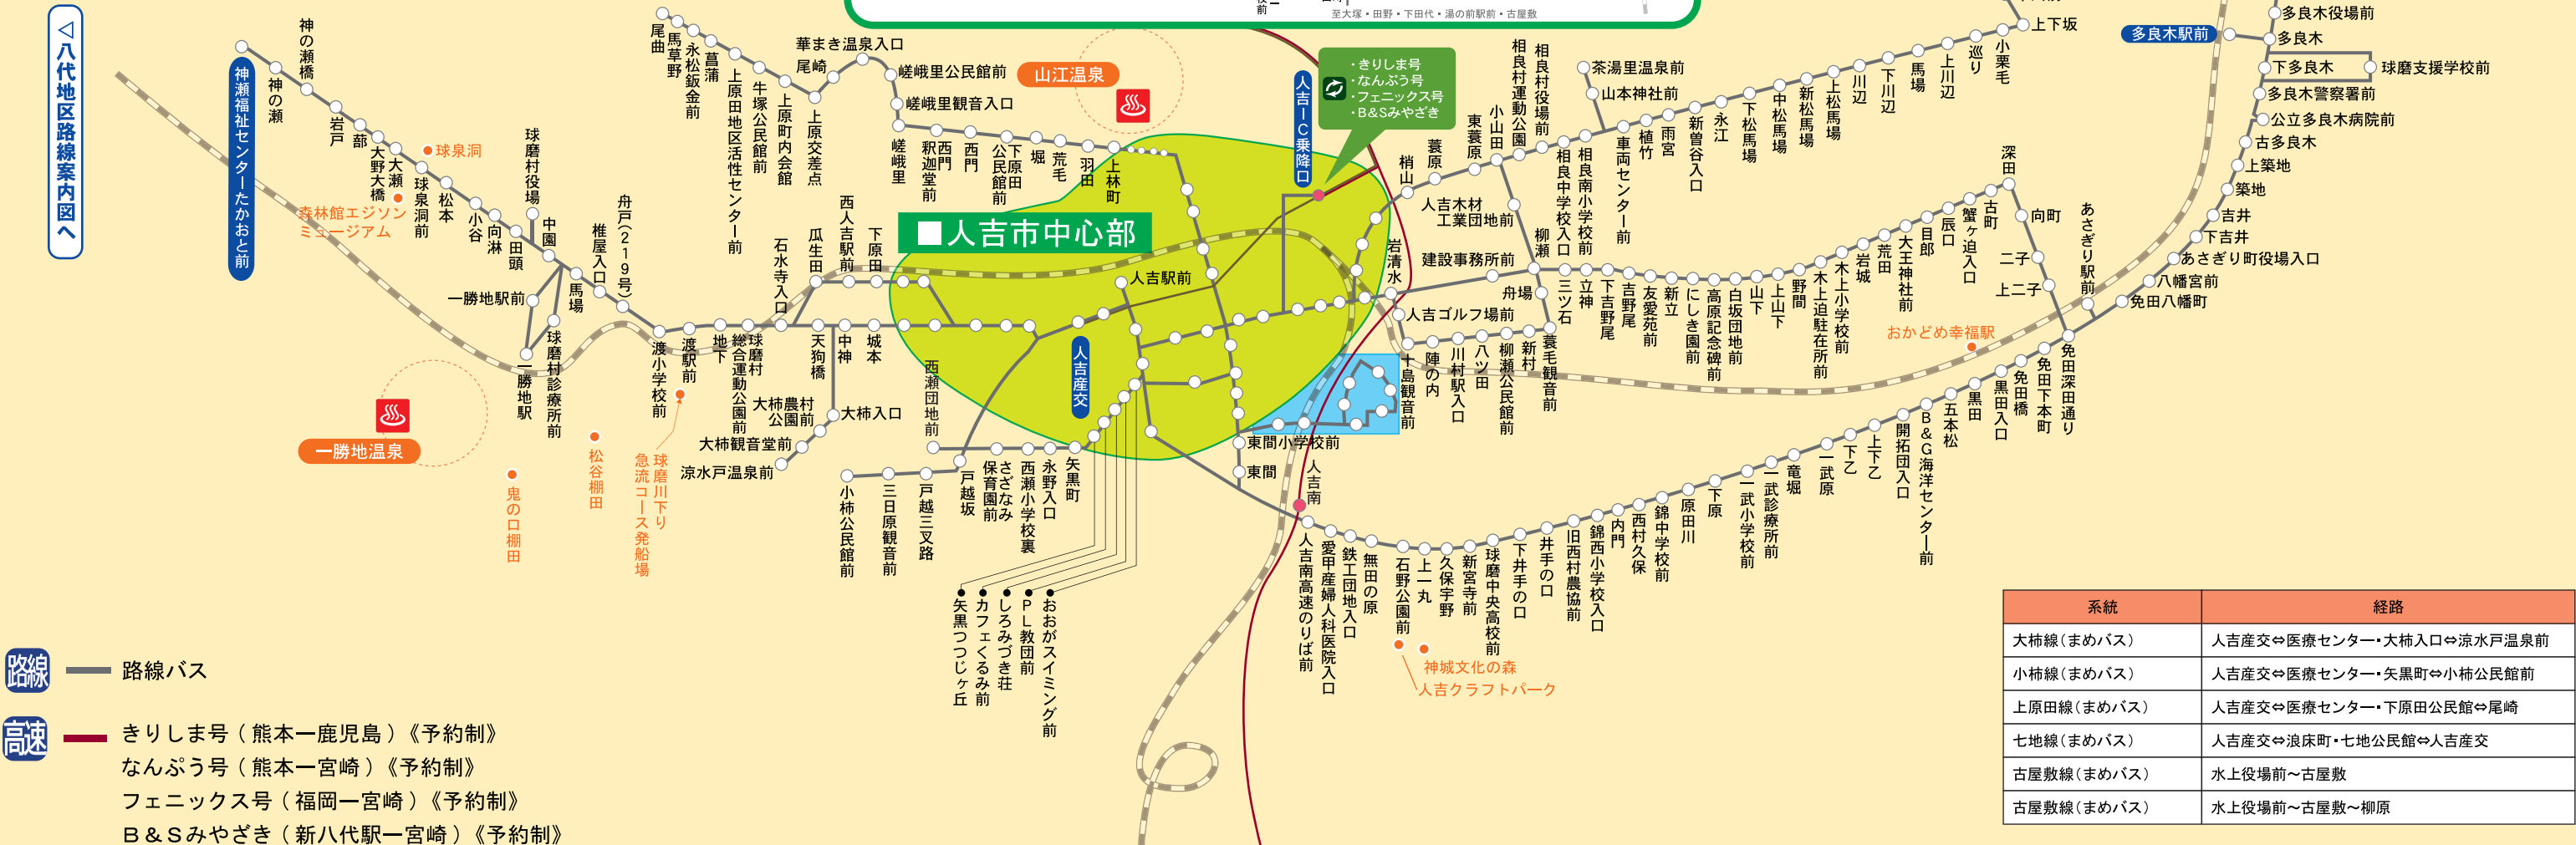 至大塚・田野・下田代・湯の前駅前・古屋敷
◁八代地区路線案内図へ
神瀬福祉センターたかおと前
神の瀬
神の瀬橋
岩戸
蔀
大野大橋
大瀬
球泉洞
森林館エジソン
ミュージアム
球泉洞前
松本
小谷
向淋
田頭
球磨村役場
中園
馬場
椎屋入口
舟戸(219号)
一勝地駅前
一勝地駅
球磨村診療所前
一勝地温泉
鬼の口棚田
松谷棚田
球磨川下り
急流コース発船場
渡小学校前
渡駅前
地下
球磨村
総合運動公園前
石水寺入口
天狗橋
瓜生田
中神
西人吉駅前
城本
下原田
大柿入口
大柿農村
公園前
大柿観音堂前
涼水戸温泉前
尾曲
馬草野
永松鈑金前
菖蒲
上原田地区活性センター前
牛塚公民館前
上原町内会館
上原交差点
尾崎
華まき温泉入口
嵯峨里公民館前
嵯峨里観音入口
嵯峨里
釈迦堂前
西門
西門
下原田
公民館前
堀
荒毛
羽田
上林町
山江温泉
■人吉市中心部
人吉駅前
人吉産交
西瀬団地前
小柿公民館前
三日原観音前
戸越三叉路
戸越坂
さざなみ
保育園前
西瀬小学校裏
永野入口
矢黒町
矢黒つつじヶ丘
カフェくるみ前
しろみづき荘
PL教団前
おおがスイミング前
人吉IC乗降口
・きりしま号
・なんぷう号
・フェニックス号
・B&Sみやざき
東間小学校前
東間
人吉南
人吉南高速のりば前
愛甲産婦人科医院入口
鉄工団地入口
無田の原
石野公園前
上一丸
久保宇野
新宮寺前
球磨中央高校前
下井手の口
井手の口
旧西村農協前
錦西小学校入口
内門
西村久保
錦中学校前
原田川
下原
一武小学校前
一武診療所前
竜堀
一武原
下乙
上下乙
開拓団入口
B&G海洋センター前
五本松
黒田
黒田入口
免田橋
免田下本町
免田深田通り
神城文化の森
人吉クラフトパーク
梢山
蓑原
東蓑原
小山田
相良村運動公園
相良村役場前
相良中学校入口
相良南小学校前
茶湯里温泉前
山本神社前
車両センター前
植竹
雨宮
新曽谷入口
永江
下松馬場
中松馬場
新松馬場
上松馬場
川辺
下川辺
馬場
上川辺
巡り
小栗毛
上下坂
人吉木材
工業団地前
岩清水
建設事務所前
柳瀬
舟場
人吉ゴルフ場前
十島観音前
陣の内
川村駅入口
八ツ田
柳瀬公民館前
新村
蓑毛観音前
三ツ石
立神
下吉野尾
吉野尾
友愛苑前
新立
にしき園前
高原記念碑前
白坂団地前
山下
上山下
野間
木上迫駐在所前
木上小学校前
岩城
荒田
大王神社前
目郎
辰口
蟹ヶ迫入口
古町
深田
向町
二子
上二子
あさぎり駅前
おかどめ幸福駅
免田八幡町
八幡宮前
あさぎり町役場入口
下吉井
吉井
築地
上築地
古多良木
公立多良木病院前
多良木警察署前
下多良木
球磨支援学校前
多良木
多良木役場前
多良木駅前
路線 路線バス
高速 きりしま号(熊本ー鹿児島)《予約制》
なんぷう号(熊本ー宮崎)《予約制》
フェニックス号(福岡ー宮崎)《予約制》
B&Sみやざき(新八代駅ー宮崎)《予約制》
系統 経路
大柿線(まめバス) 人吉産交⇔医療センター・大柿入口⇔涼水戸温泉前
小柿線(まめバス) 人吉産交⇔医療センター・矢黒町⇔小柿公民館前
上原田線(まめバス) 人吉産交⇔医療センター・下原田公民館⇔尾崎
七地線(まめバス) 人吉産交⇔浪床町・七地公民館⇔人吉産交
古屋敷線(まめバス) 水上役場前～古屋敷
古屋敷線(まめバス) 水上役場前～古屋敷～柳原